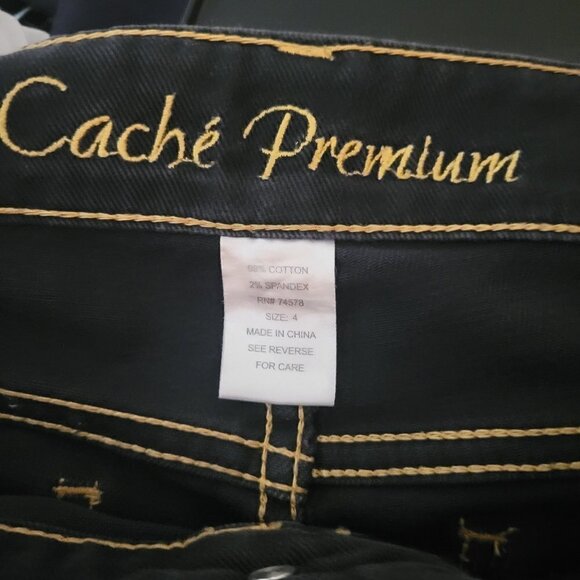 Caché Premium
98% COTTON
2% SPANDEX
RN# 74578
SIZE: 4
MADE IN CHINA
SEE REVERSE
FOR CARE